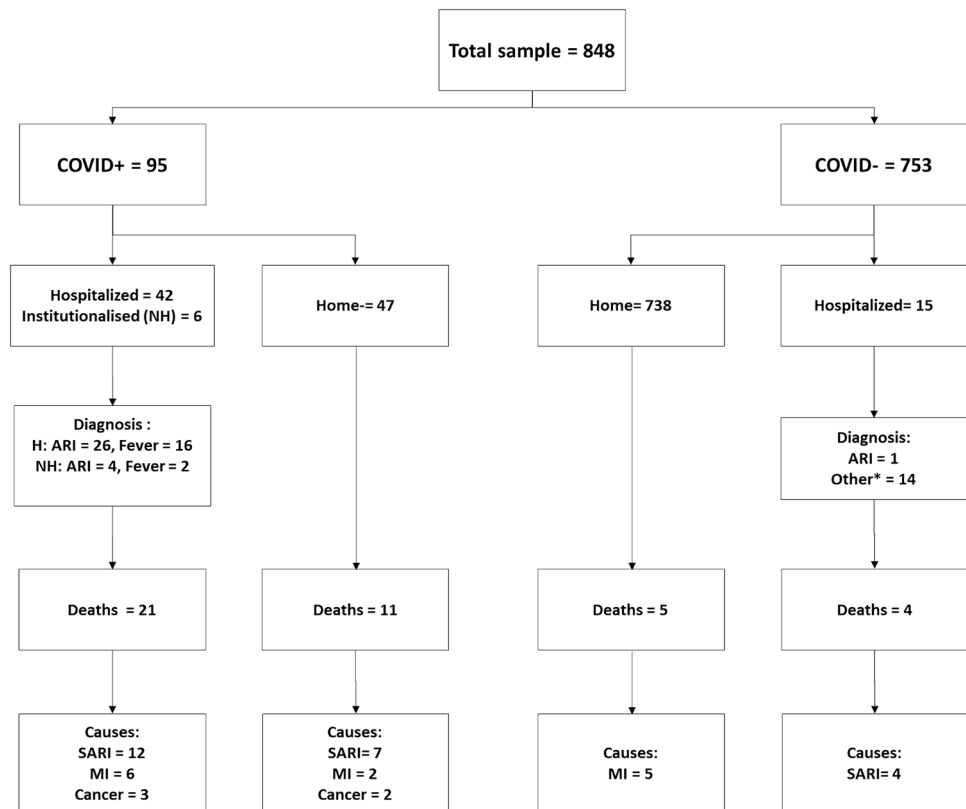 Total sample = 848
COVID+ = 95
COVID- = 753
Hospitalized = 42
Institutionalised (NH) = 6
Home-= 47
Home= 738
Hospitalized= 15
Diagnosis :
H: ARI = 26, Fever = 16
NH: ARI = 4, Fever = 2
Diagnosis:
ARI = 1
Other* = 14
Deaths = 21
Deaths = 11
Deaths = 5
Deaths = 4
Causes:
SARI = 12
MI = 6
Cancer = 3
Causes:
SARI= 7
MI = 2
Cancer = 2
Causes:
MI = 5
Causes:
SARI= 4